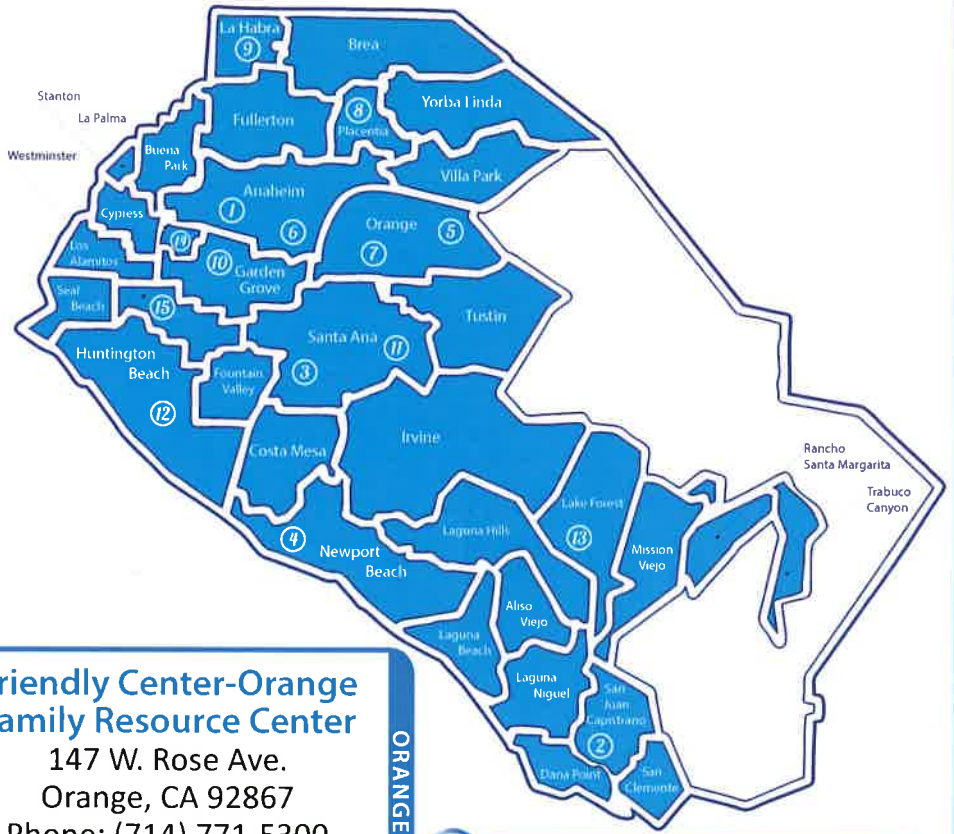 La Habra
9
Brea
Stanton
La Palma
Westminster
Fullerton
8
Placentia
Yorba Linda
Buena
Park
Villa Park
Anaheim
1
6
Cypress
Orange
5
7
Los
Alamitos
14
10
Garden
Grove
Seal
Beach
15
Santa Ana
11
3
Tustin
Huntington
Beach
12
Fountain
Valley
Costa Mesa
Irvine
Rancho
Santa Margarita
Trabuco
Canyon
Lake Forest
13
Laguna Hills
4
Newport
Beach
Mission
Viejo
Aliso
Viejo
Laguna
Beach
Laguna
Niguel
San
Juan
Capistrano
2
Dana Point
San
Clemente
riendly Center-Orange
amily Resource Center
147 W. Rose Ave.
Orange, CA 92867
Phone: (714) 771-5300
ORANGE